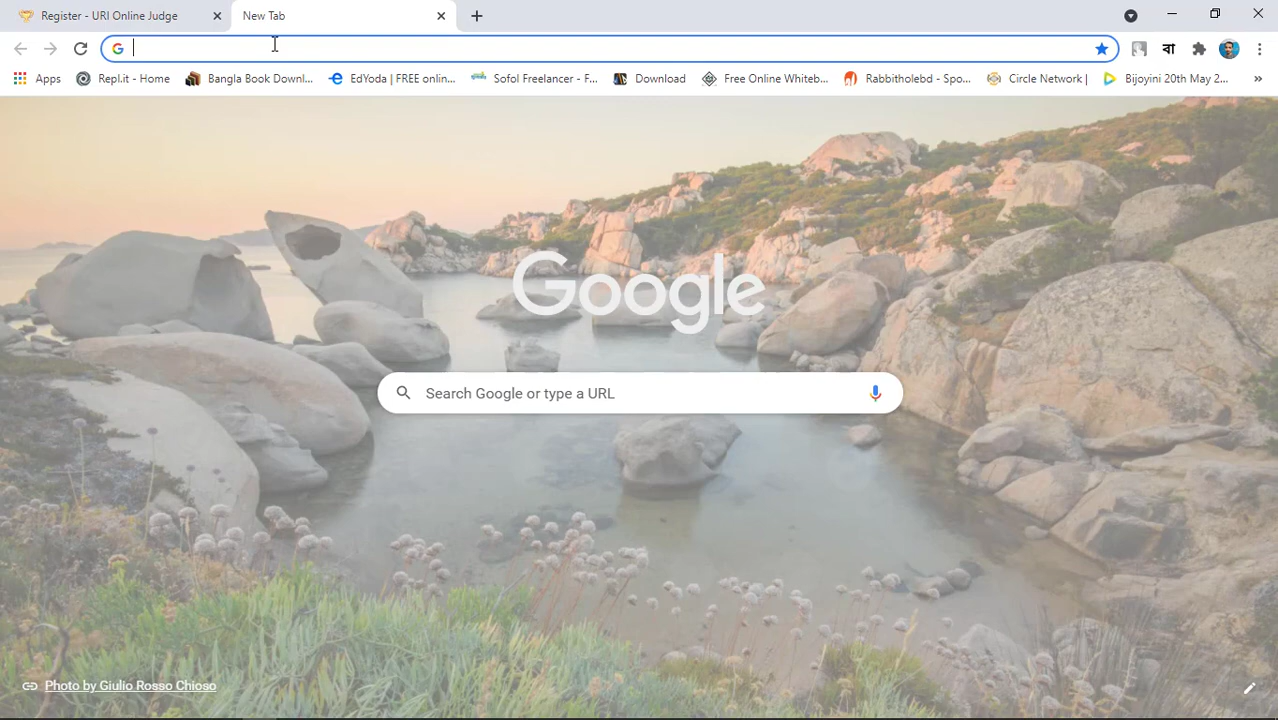 Register - URI Online Judge
New Tab
বা
Apps
Repl.it - Home
Bangla Book Downl...
EdYoda | FREE onlin...
Sofol Freelancer - F...
Download
Free Online Whiteb...
Rabbitholebd - Spo...
Circle Network |
Bijoyini 20th May 2...
»
Google
Search Google or type a URL
Photo by Giulio Rosso Chioso